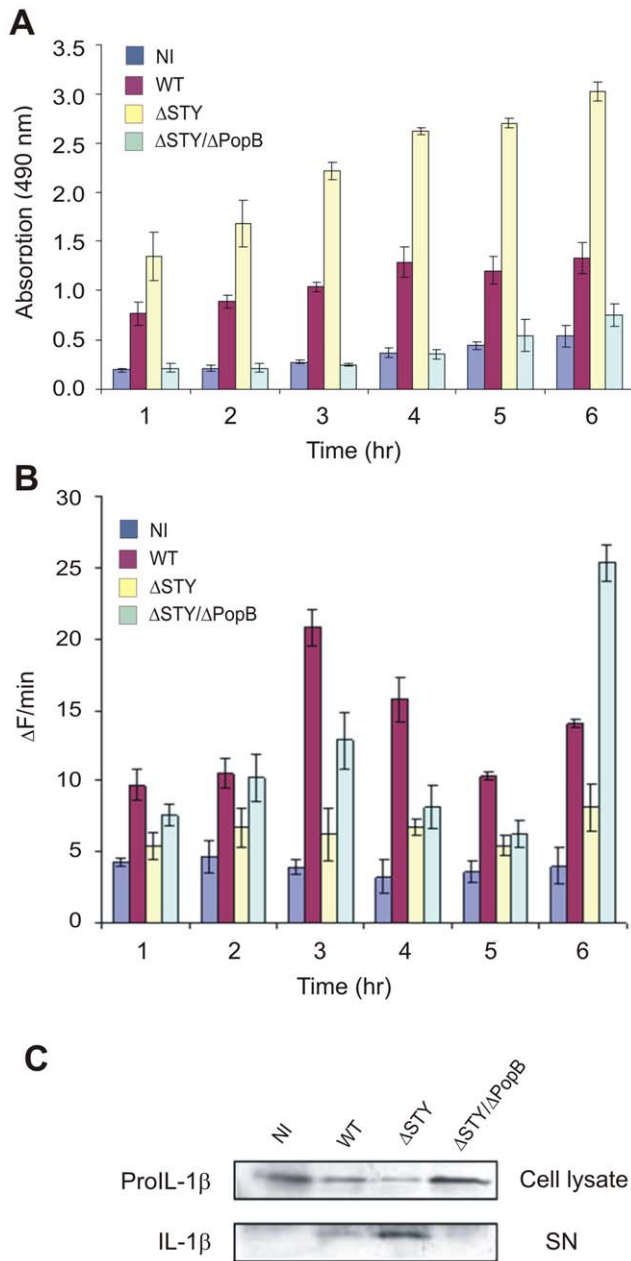 A
Absorption (490 nm)
3.5
3.0
2.5
2.0
1.5
1.0
0.5
0.0
NI
WT
ΔSTY
ΔSTY/ΔPopB
1 2 3 4 5 6
Time (hr)
B
ΔF/min
30
25
20
15
10
5
0
NI
WT
ΔSTY
ΔSTY/ΔPopB
1 2 3 4 5 6
Time (hr)
C
NI WT ΔSTY ΔSTY/ΔPopB
ProIL-1β Cell lysate
IL-1β SN